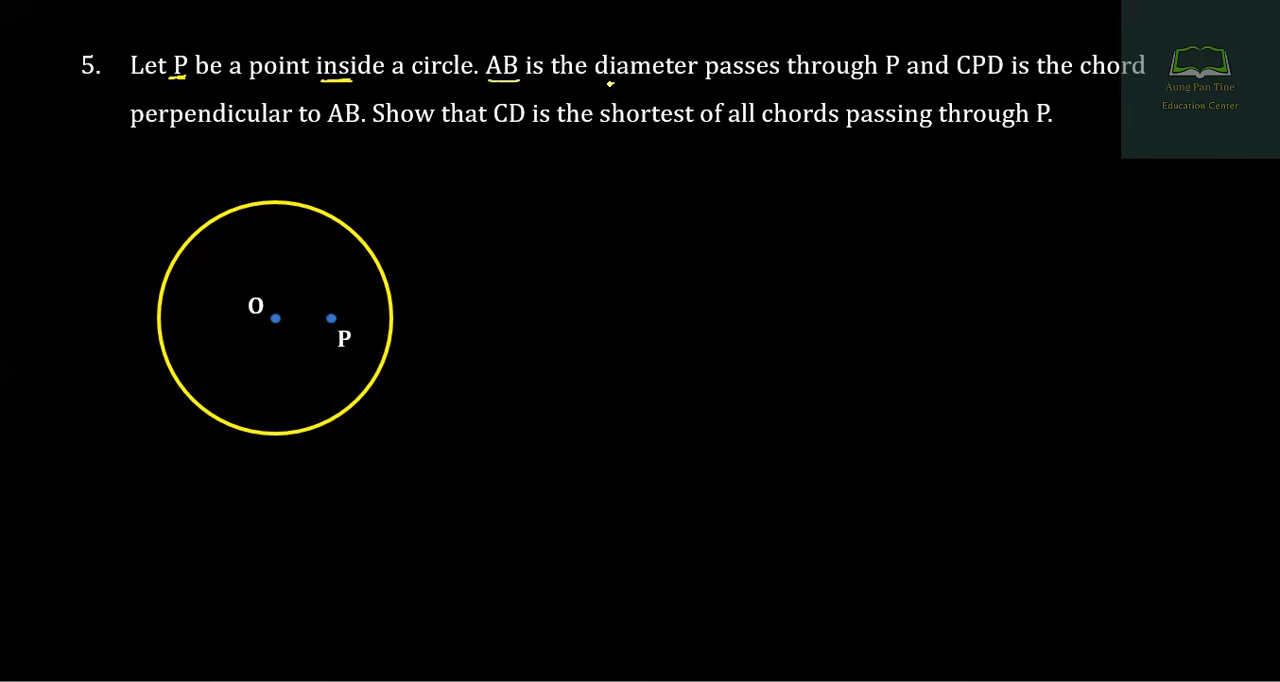 5. Let P be a point inside a circle. AB is the diameter passes through P and CPD is the chord
perpendicular to AB. Show that CD is the shortest of all chords passing through P.
Aung Pan Tine
Education Center
O
P